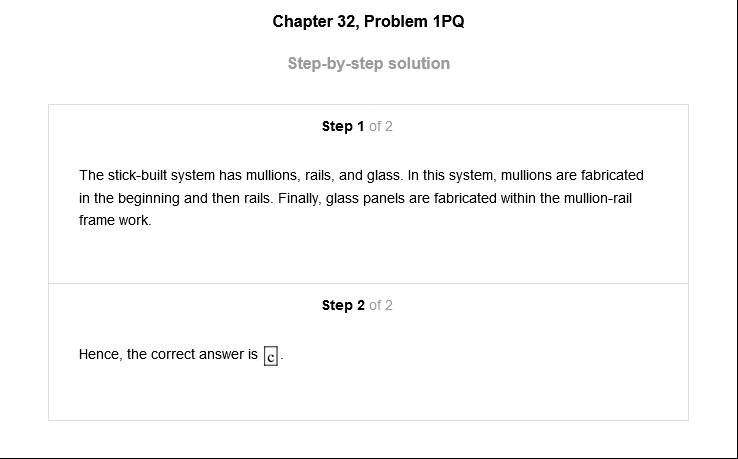 Chapter 32, Problem 1PQ
Step-by-step solution
Step 1 of 2
The stick-built system has mullions, rails, and glass. In this system, mullions are fabricated
in the beginning and then rails. Finally, glass panels are fabricated within the mullion-rail
frame work.
Step 2 of 2
Hence, the correct answer is c.